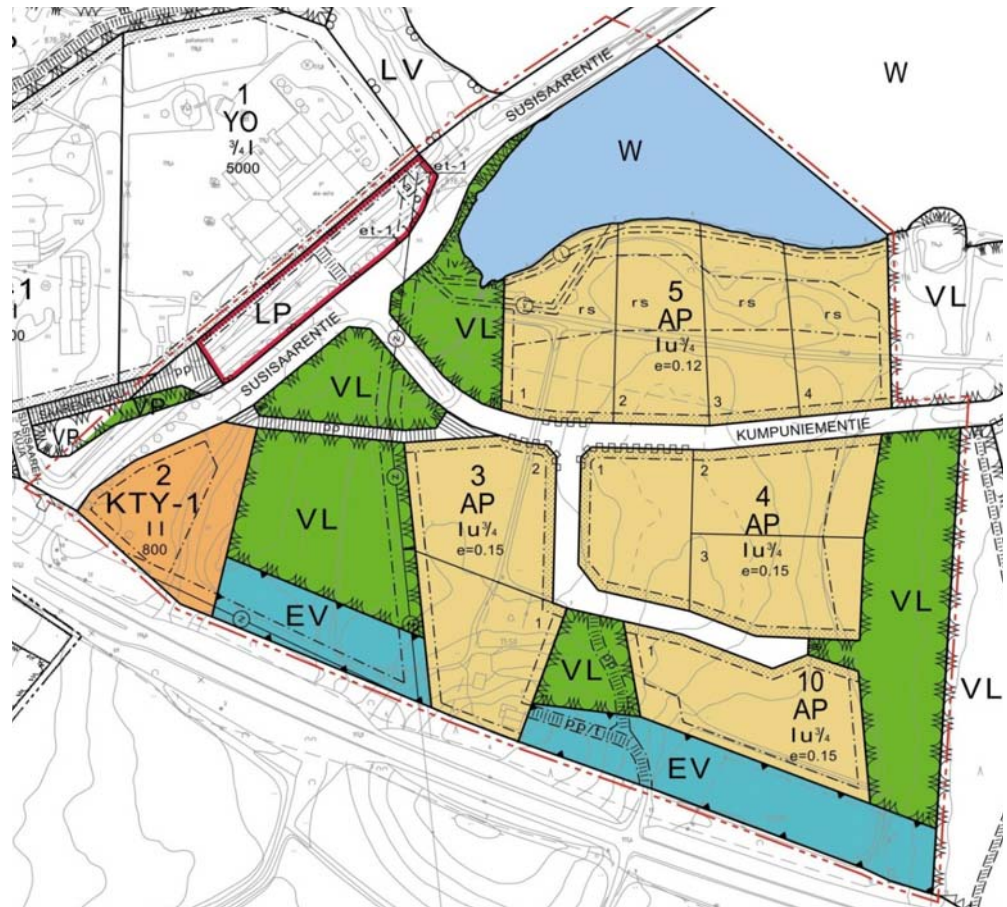 W
LV
SUSISAARENTIE
1
YO
¾ I
5000
W
et-1
et-1
LP
lv
VL
5
AP
I u¾
e=0.12
rs
rs
rs
rs
1
2
3
4
VL
SUSISAARENTIE
pp
VP
VP
VL
pp
KUMPUNIEMENTIE
2
KTY-1
II
800
VL
3
AP
I u¾
e=0.15
2
1
1
2
3
4
AP
I u¾
e=0.15
VL
EV
VL
pp
1
10
AP
I u¾
e=0.15
VL
pp/t
EV